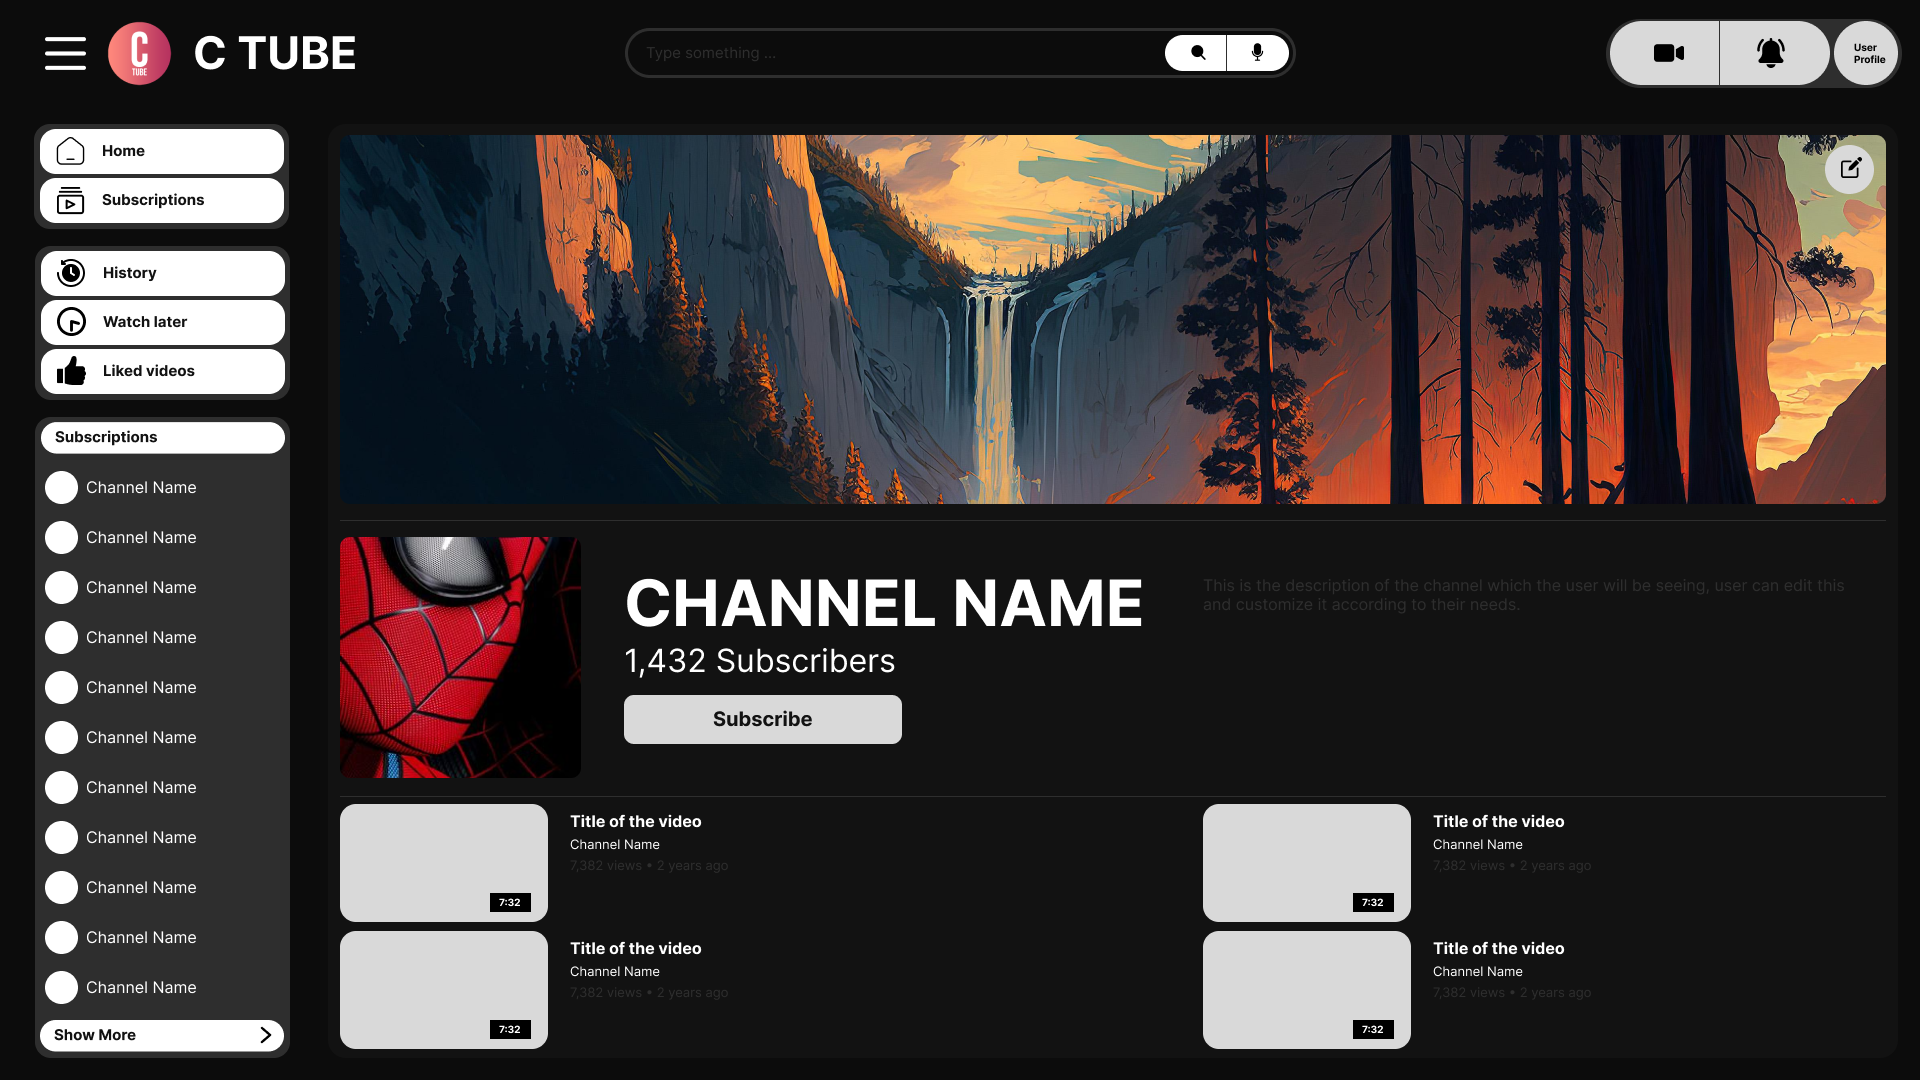 C
TUBE
C TUBE
Type something ...
User
Profile
Home
Subscriptions
History
Watch later
Liked videos
Subscriptions
Channel Name
Channel Name
Channel Name
Channel Name
Channel Name
Channel Name
Channel Name
Channel Name
Channel Name
Channel Name
Channel Name
Show More
CHANNEL NAME
1,432 Subscribers
Subscribe
This is the description of the channel which the user will be seeing, user can edit this
and customize it according to their needs.
7:32
Title of the video
Channel Name
7,382 views • 2 years ago
7:32
Title of the video
Channel Name
7,382 views • 2 years ago
7:32
Title of the video
Channel Name
7,382 views • 2 years ago
7:32
Title of the video
Channel Name
7,382 views • 2 years ago